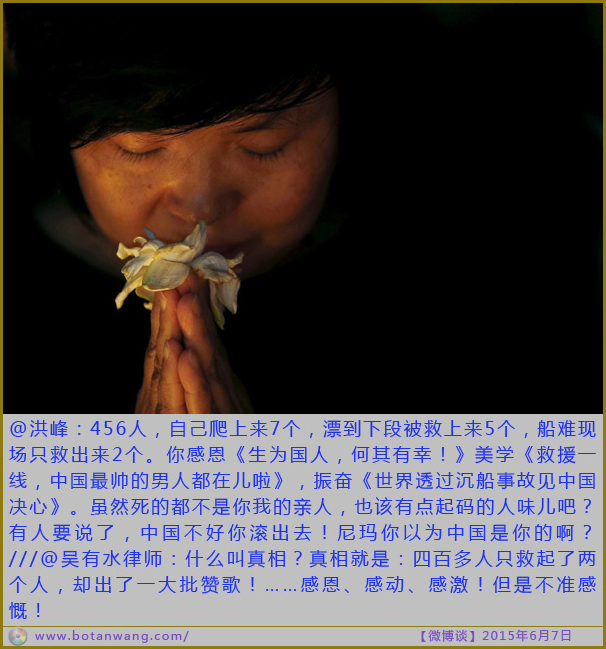 @洪峰：456人，自己爬上来7个，漂到下段被救上来5个，船难现
场只救出来2个。你感恩《生为国人，何其有幸！》美学《救援一
线，中国最帅的男人都在儿啦》，振奋《世界透过沉船事故见中国
决心》。虽然死的都不是你我的亲人，也该有点起码的人味儿吧？
有人要说了，中国不好你滚出去！尼玛你以为中国是你的啊？
///@吴有水律师：什么叫真相？真相就是：四百多人只救起了两
个人，却出了一大批赞歌！……感恩、感动、感激！但是不准感
慨！
www.botanwang.com/ 【微博谈】2015年6月7日